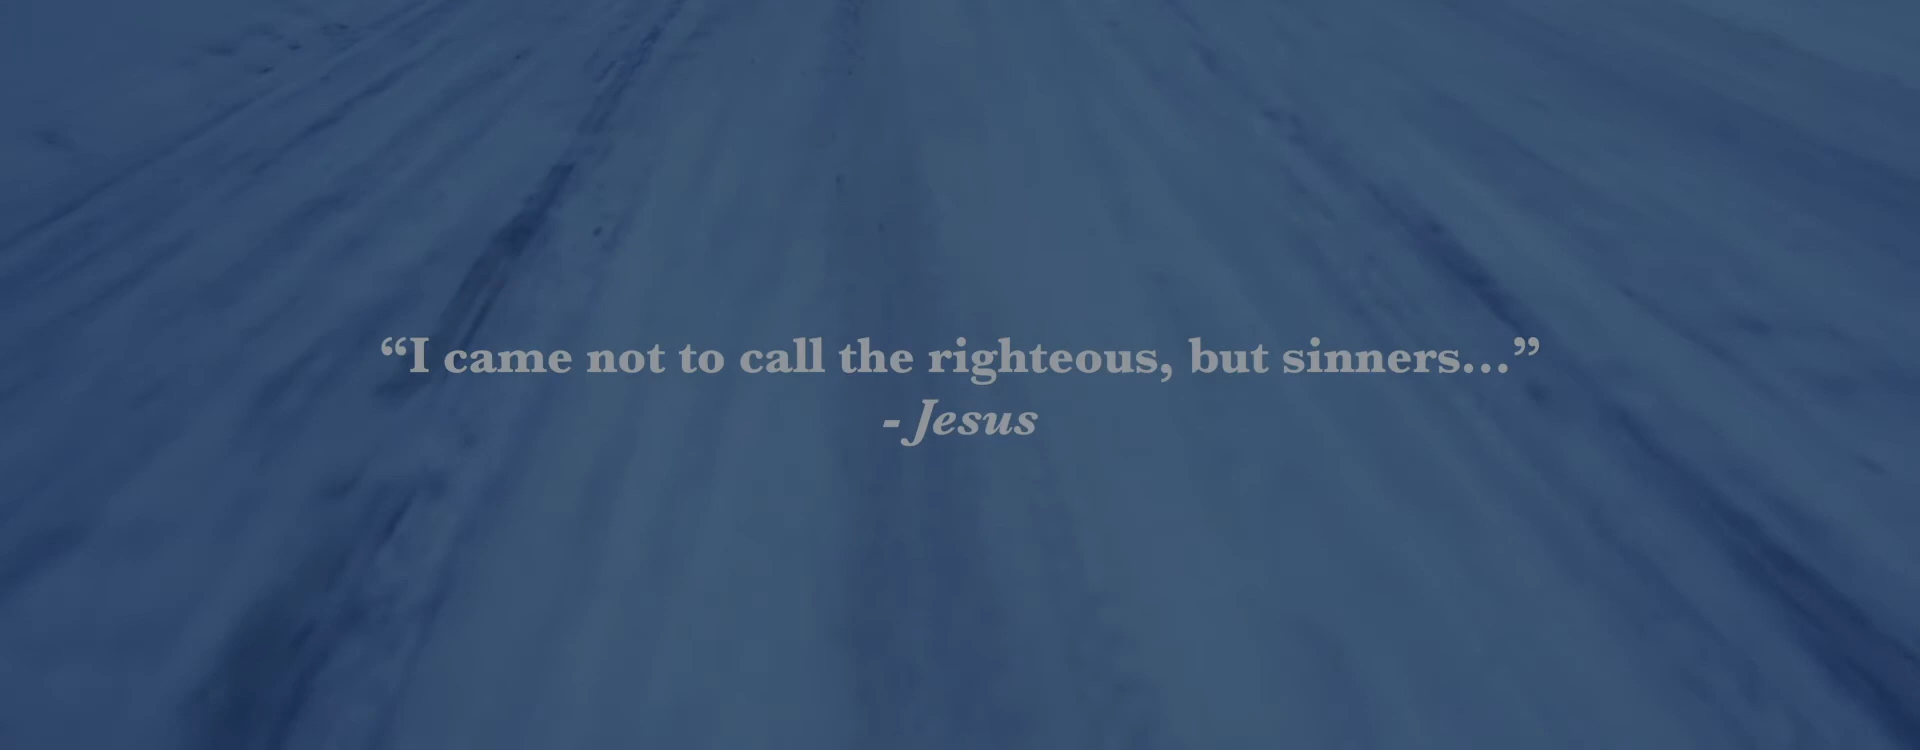 “I came not to call the righteous, but sinners…”
- Jesus